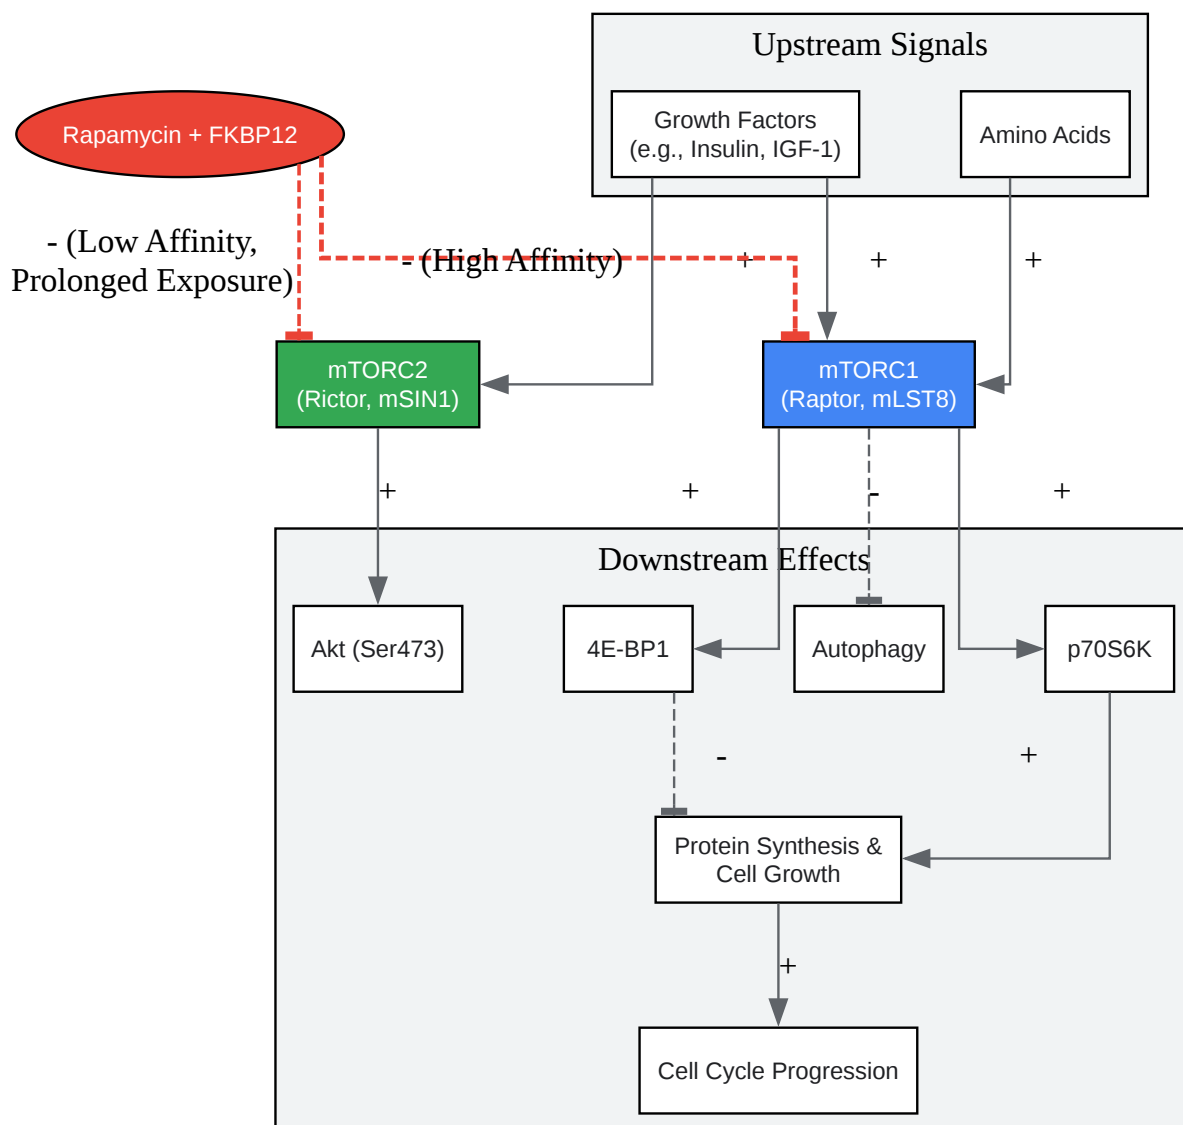 Upstream Signals
Rapamycin + FKBP12
Growth Factors
(e.g., Insulin, IGF-1)
Amino Acids
- (Low Affinity,
Prolonged Exposure)
- (High Affinity)
+
+
+
mTORC2
(Rictor, mSIN1)
mTORC1
(Raptor, mLST8)
+
+
-
+
Downstream Effects
Akt (Ser473)
4E-BP1
Autophagy
p70S6K
-
+
Protein Synthesis &
Cell Growth
+
Cell Cycle Progression